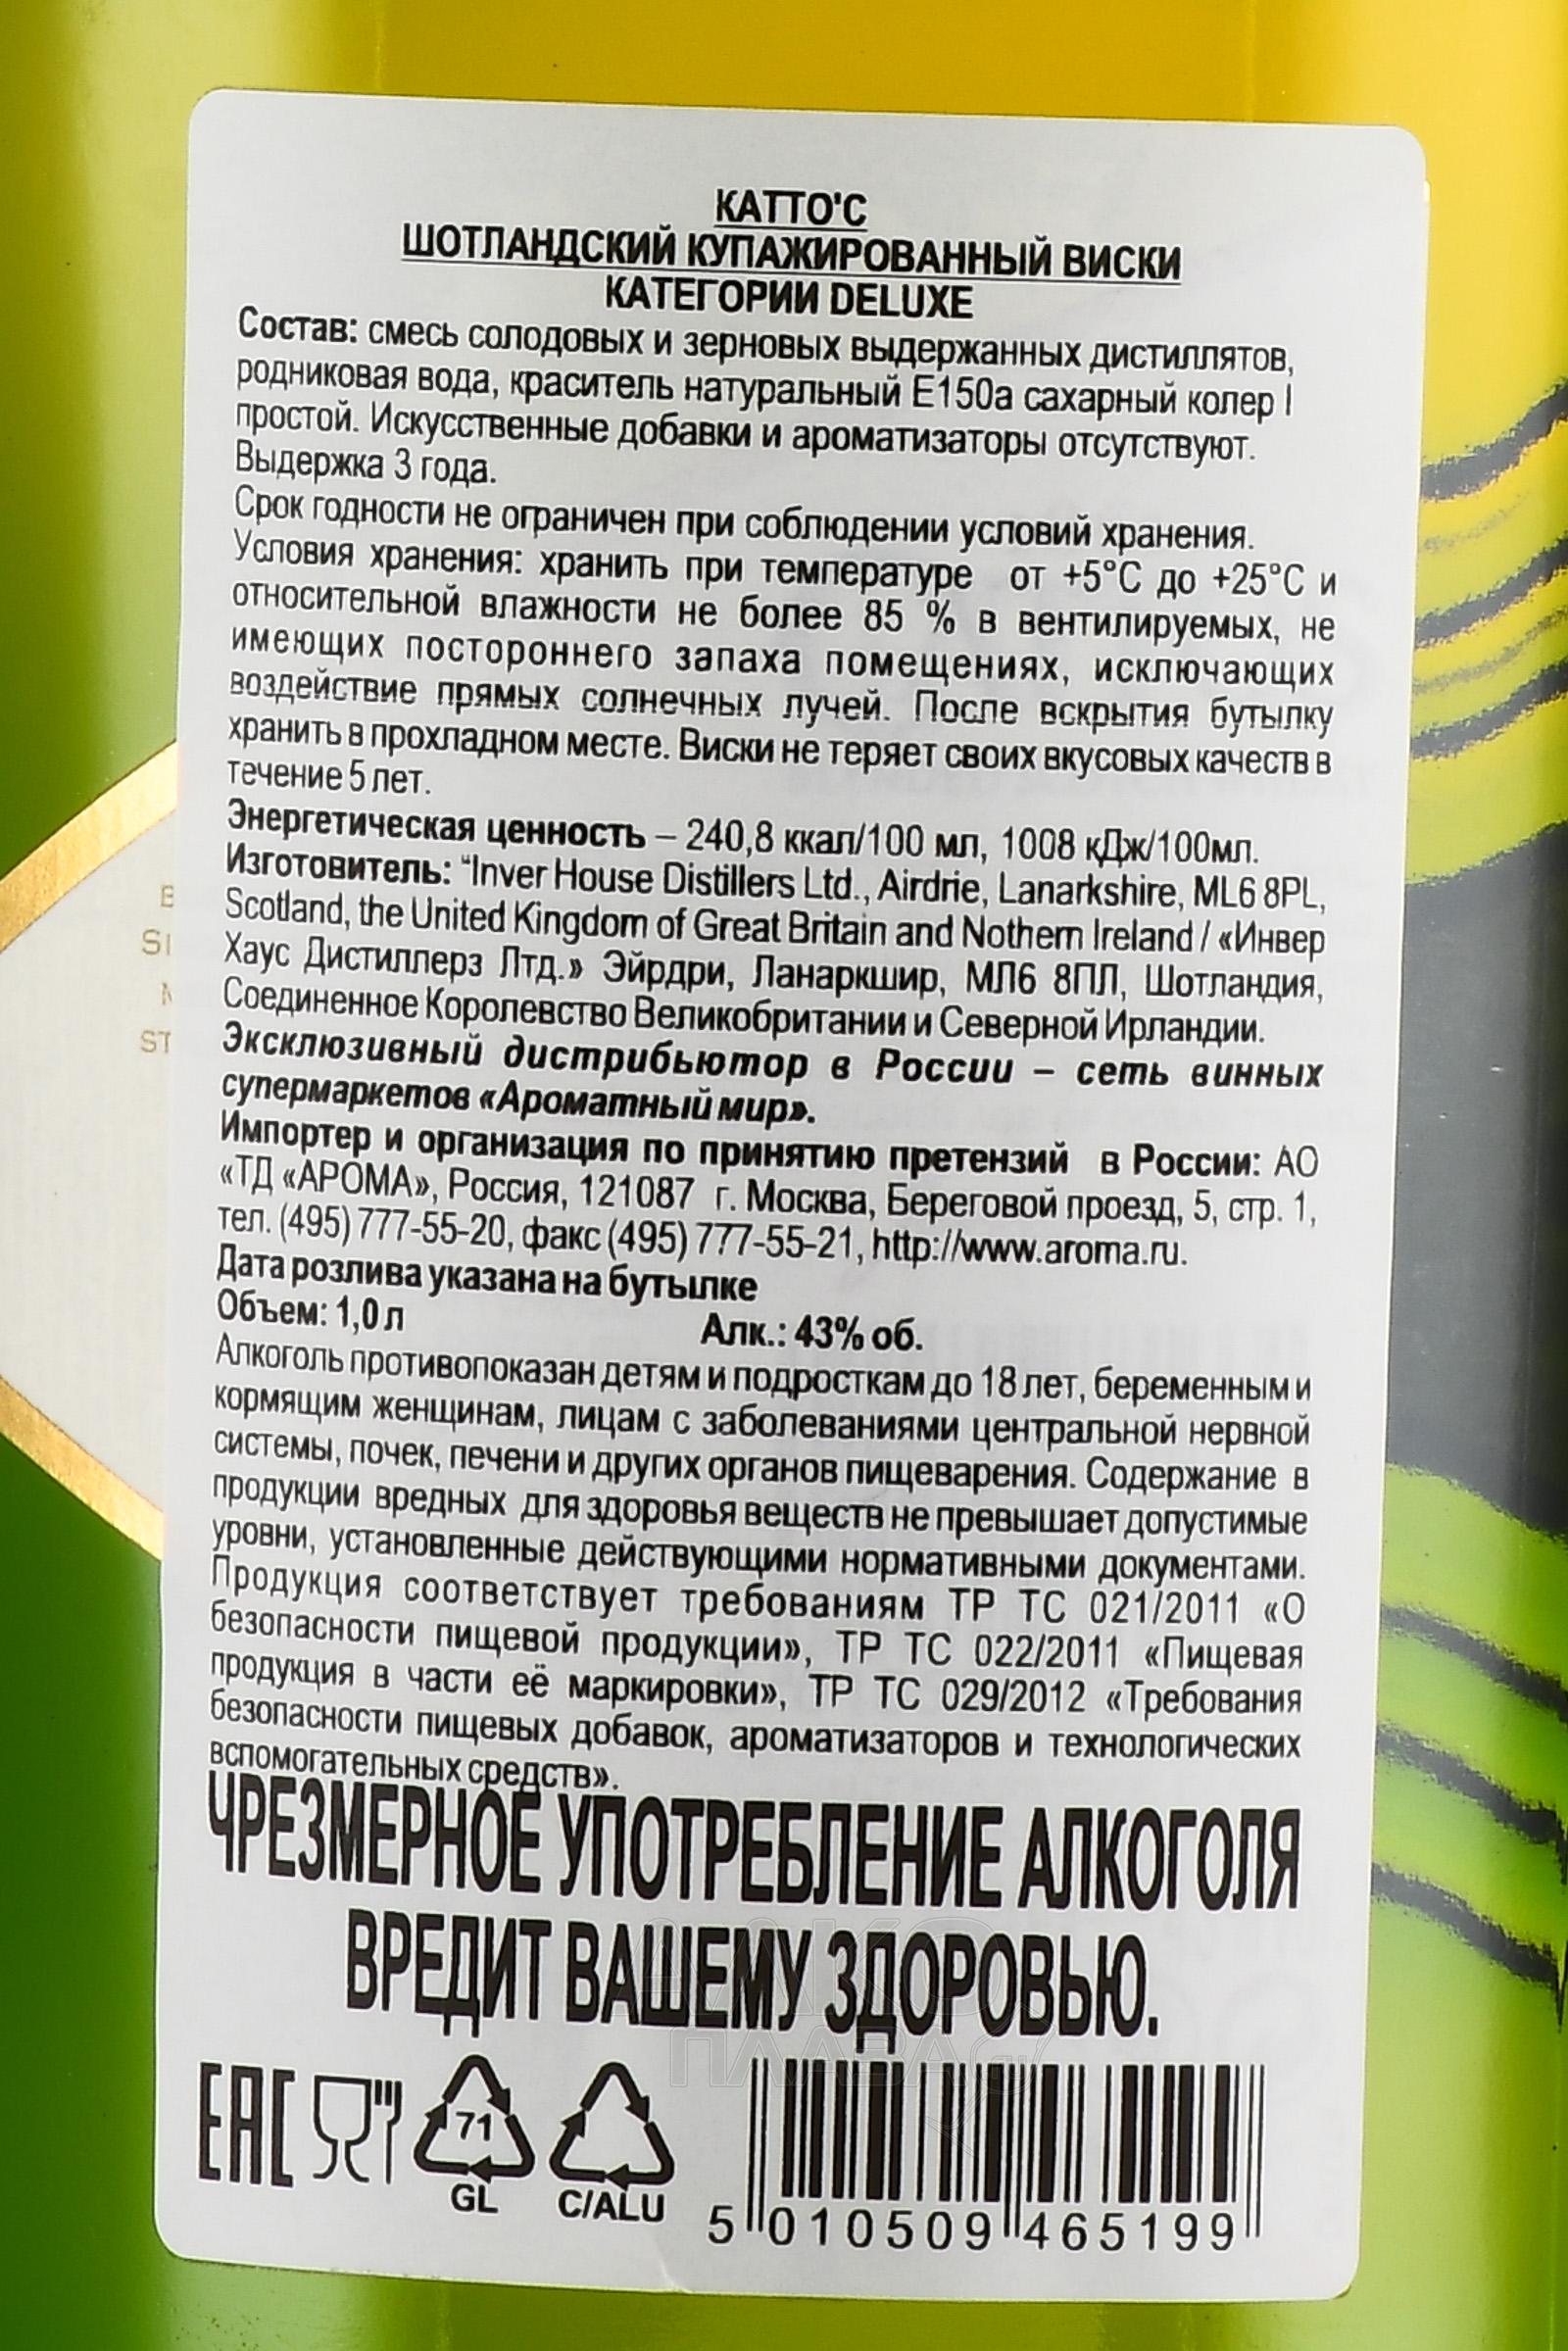 КАТТО'С
ШОТЛАНДСКИЙ КУПАЖИРОВАННЫЙ ВИСКИ
КАТЕГОРИИ DELUXE
Состав: смесь солодовых и зерновых выдержанных дистиллятов,
родниковая вода, краситель натуральный Е150а сахарный колер I
простой. Искусственные добавки и ароматизаторы отсутствуют.
Выдержка 3 года.
Срок годности не ограничен при соблюдении условий хранения.
Условия хранения: хранить при температуре от +5°С до +25°С и
относительной влажности не более 85 % в вентилируемых, не
имеющих постороннего запаха помещениях, исключающих
воздействие прямых солнечных лучей. После вскрытия бутылку
хранить в прохладном месте. Виски не теряет своих вкусовых качеств в
течение 5 лет.
Энергетическая ценность – 240,8 ккал/100 мл, 1008 кДж/100мл.
Изготовитель: "Inver House Distillers Ltd., Airdrie, Lanarkshire, ML6 8PL,
Scotland, the United Kingdom of Great Britain and Nothern Ireland / «Инвер
Хаус Дистиллерз Лтд.» Эйрдри, Ланаркшир, МЛ6 8ПЛ, Шотландия,
Соединенное Королевство Великобритании и Северной Ирландии.
Эксклюзивный дистрибьютор в России – сеть винных
супермаркетов «Ароматный мир».
Импортер и организация по принятию претензий в России: АО
«ТД «АРОМА», Россия, 121087 г. Москва, Береговой проезд, 5, стр. 1,
тел. (495) 777-55-20, факс (495) 777-55-21, http://www.aroma.ru.
Дата розлива указана на бутылке
Объем: 1,0 л Алк.: 43% об.
Алкоголь противопоказан детям и подросткам до 18 лет, беременным и
кормящим женщинам, лицам с заболеваниями центральной нервной
системы, почек, печени и других органов пищеварения. Содержание в
продукции вредных для здоровья веществ не превышает допустимые
уровни, установленные действующими нормативными документами.
Продукция соответствует требованиям ТР ТС 021/2011 «О
безопасности пищевой продукции», ТР ТС 022/2011 «Пищевая
продукция в части её маркировки», ТР ТС 029/2012 «Требования
безопасности пищевых добавок, ароматизаторов и технологических
вспомогательных средств».
ЧРЕЗМЕРНОЕ УПОТРЕБЛЕНИЕ АЛКОГОЛЯ
ВРЕДИТ ВАШЕМУ ЗДОРОВЬЮ.
EAC
71
GL
C/ALU
5 010509 465199